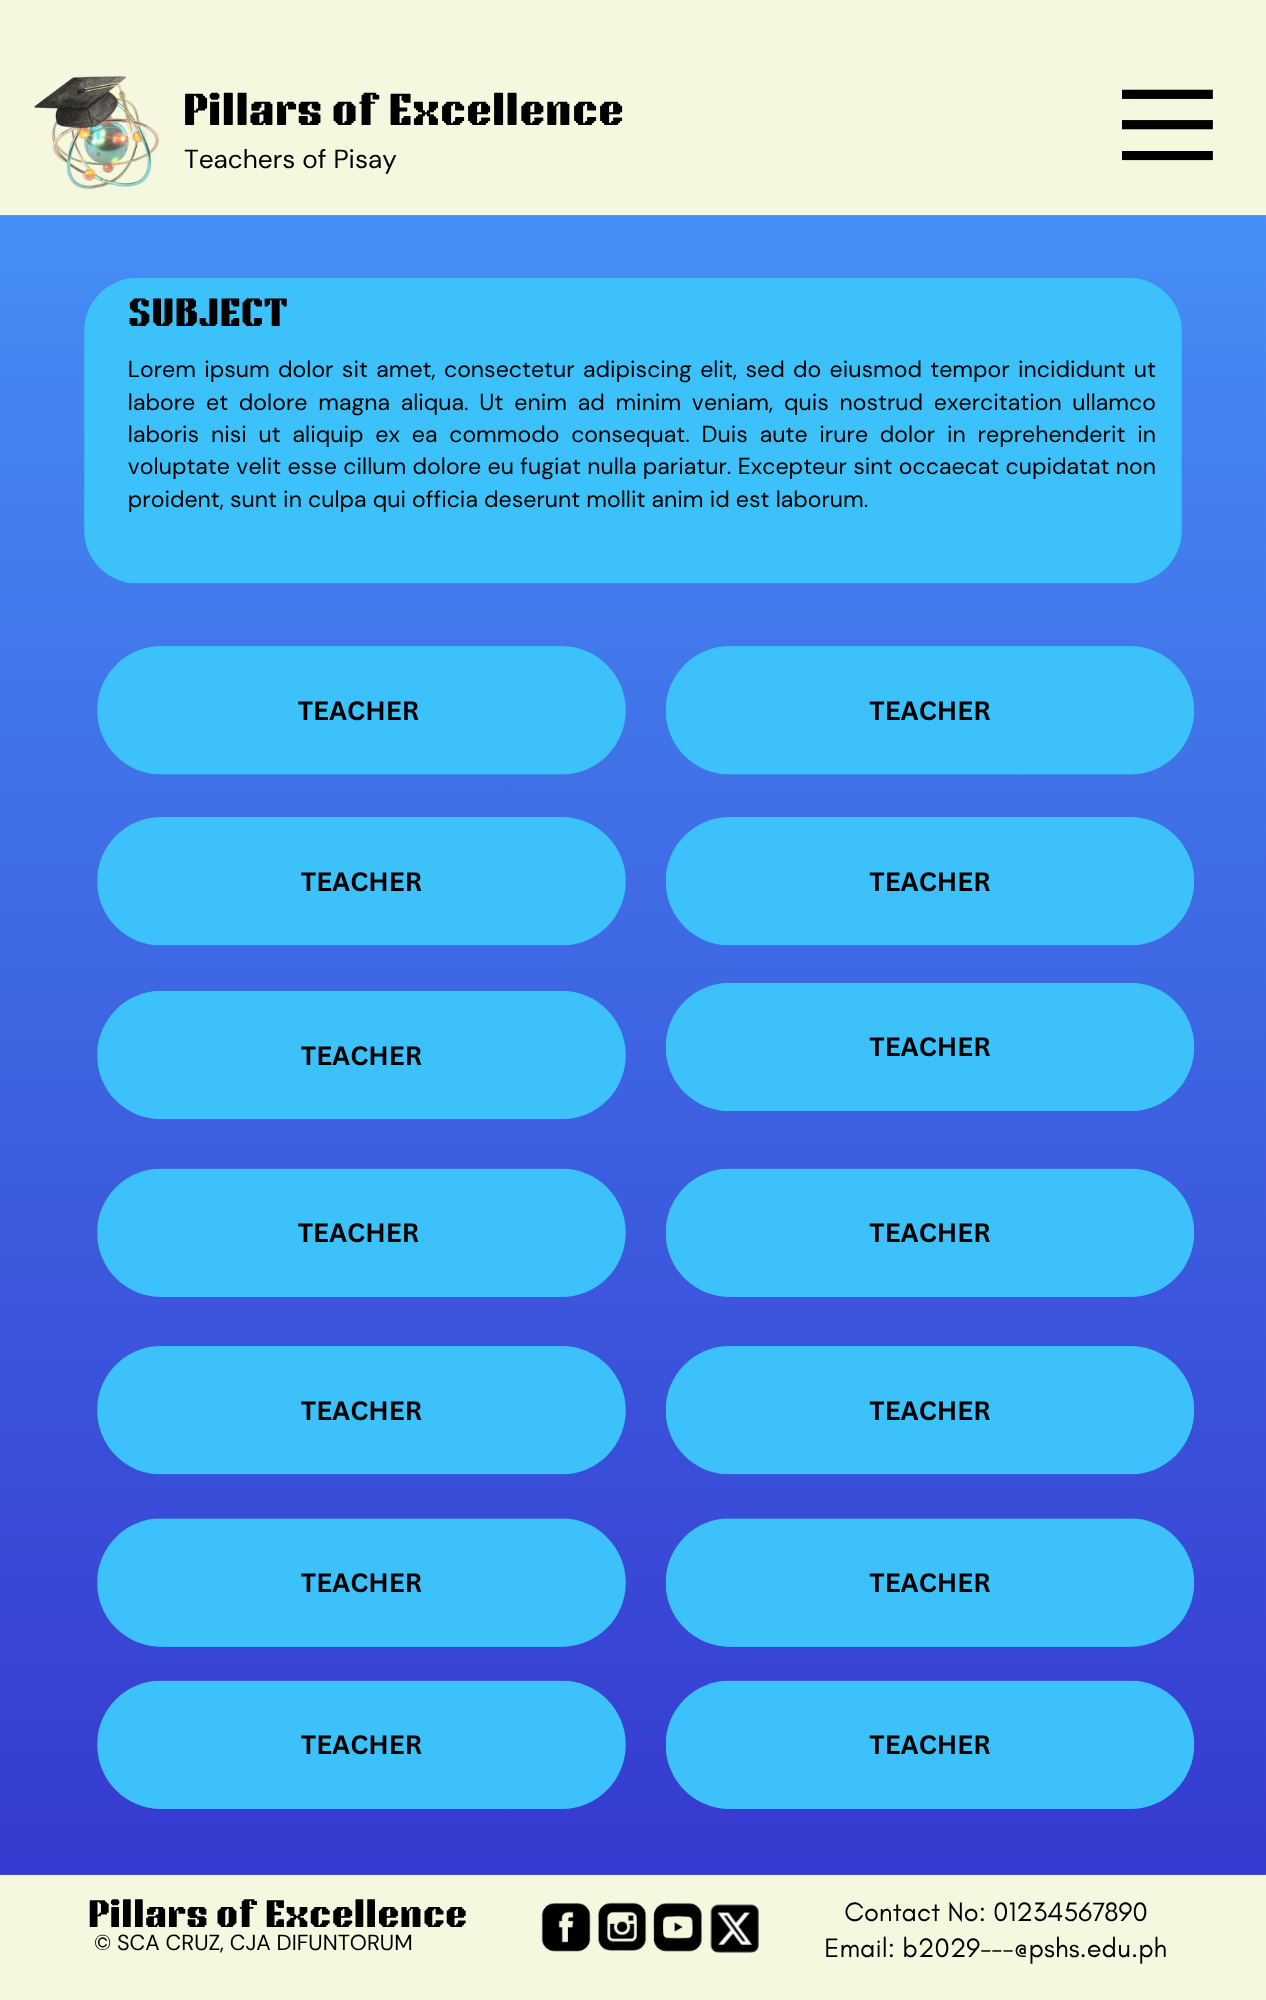 Pillars of Excellence
Teachers of Pisay
SUBJECT
Lorem ipsum dolor sit amet, consectetur adipiscing elit, sed do eiusmod tempor incididunt ut
labore et dolore magna aliqua. Ut enim ad minim veniam, quis nostrud exercitation ullamco
laboris nisi ut aliquip ex ea commodo consequat. Duis aute irure dolor in reprehenderit in
voluptate velit esse cillum dolore eu fugiat nulla pariatur. Excepteur sint occaecat cupidatat non
proident, sunt in culpa qui officia deserunt mollit anim id est laborum.
TEACHER
TEACHER
TEACHER
TEACHER
TEACHER
TEACHER
TEACHER
TEACHER
TEACHER
TEACHER
TEACHER
TEACHER
TEACHER
TEACHER
Pillars of Excellence
© SCA CRUZ, CJA DIFUNTORUM
Contact No: 01234567890
Email: b2029---@pshs.edu.ph